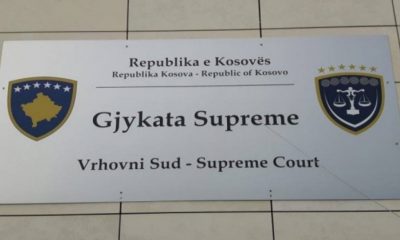 Republika e Kosovës
Republika Kosova - Republic of Kosovo
Gjykata Supreme
Vrhovni Sud - Supreme Court